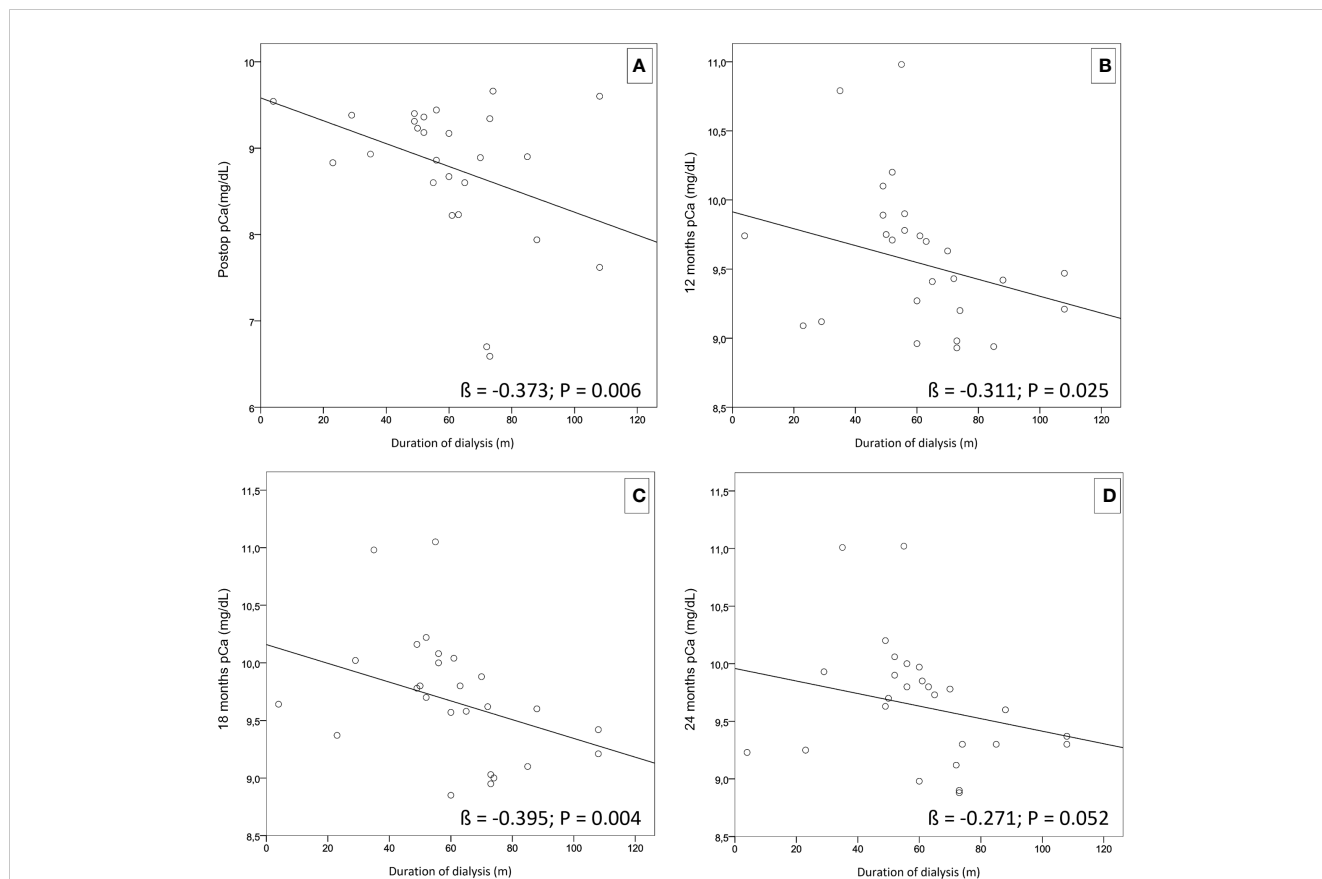 A
10
9
8
7
6
Postop pCa(mg/dL)
ß = -0.373; P = 0.006
0 20 40 60 80 100 120
Duration of dialysis (m)
B
11,0
10,5
10,0
9,5
9,0
8,5
12 months pCa (mg/dL)
ß = -0.311; P = 0.025
0 20 40 60 80 100 120
Duration of dialysis (m)
C
11,5
11,0
10,5
10,0
9,5
9,0
8,5
18 months pCa (mg/dL)
ß = -0.395; P = 0.004
0 20 40 60 80 100 120
Duration of dialysis (m)
D
11,5
11,0
10,5
10,0
9,5
9,0
8,5
24 months pCa (mg/dL)
ß = -0.271; P = 0.052
0 20 40 60 80 100 120
Duration of dialysis (m)